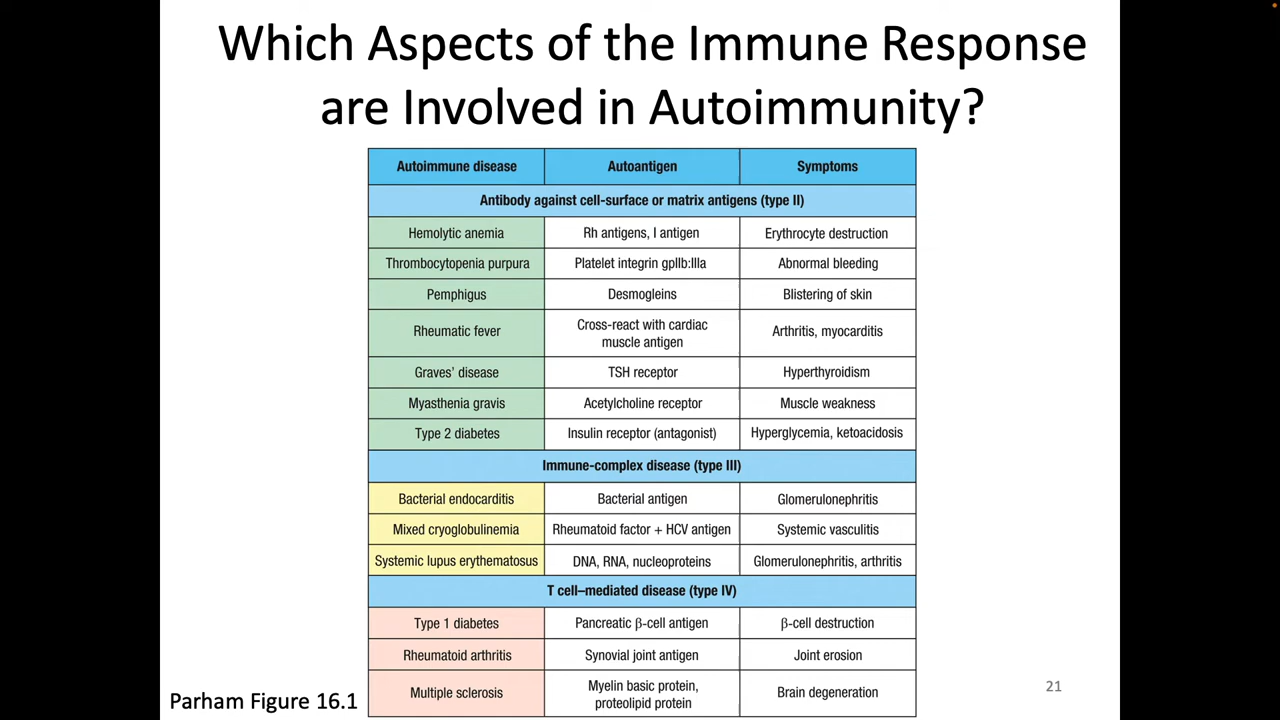 Which Aspects of the Immune Response
are Involved in Autoimmunity?
Autoimmune disease Autoantigen Symptoms
Antibody against cell-surface or matrix antigens (type II)
Hemolytic anemia Rh antigens, I antigen Erythrocyte destruction
Thrombocytopenia purpura Platelet integrin gpIIb:IIIa Abnormal bleeding
Pemphigus Desmogleins Blistering of skin
Rheumatic fever Cross-react with cardiac Arthritis, myocarditis
muscle antigen
Graves’ disease TSH receptor Hyperthyroidism
Myasthenia gravis Acetylcholine receptor Muscle weakness
Type 2 diabetes Insulin receptor (antagonist) Hyperglycemia, ketoacidosis
Immune-complex disease (type III)
Bacterial endocarditis Bacterial antigen Glomerulonephritis
Mixed cryoglobulinemia Rheumatoid factor + HCV antigen Systemic vasculitis
Systemic lupus erythematosus DNA, RNA, nucleoproteins Glomerulonephritis, arthritis
T cell–mediated disease (type IV)
Type 1 diabetes Pancreatic β-cell antigen β-cell destruction
Rheumatoid arthritis Synovial joint antigen Joint erosion
Multiple sclerosis Myelin basic protein, Brain degeneration
proteolipid protein
Parham Figure 16.1
21